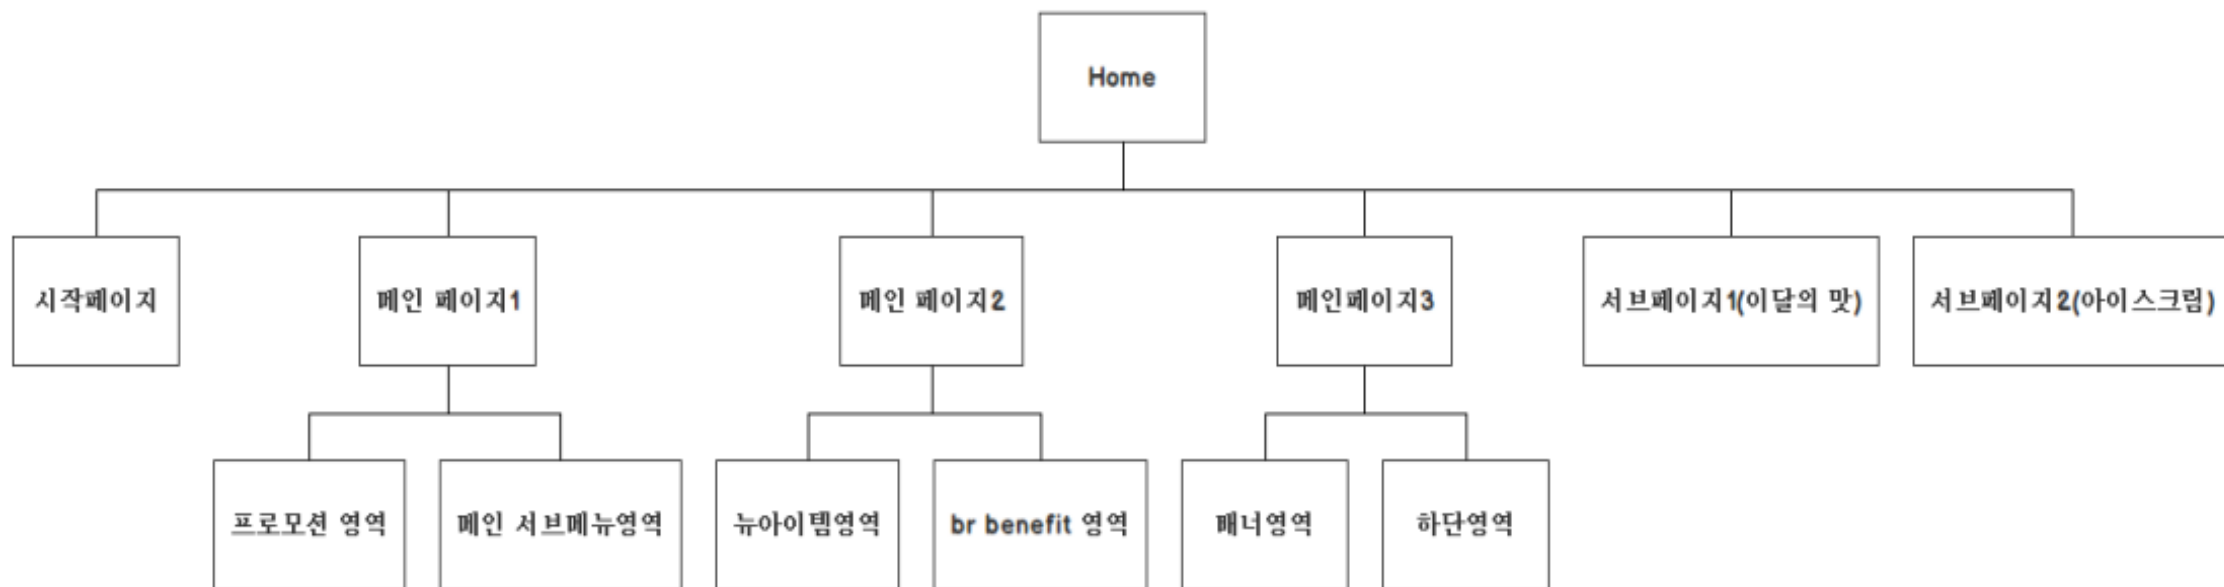 Home
시작페이지
메인 페이지1
메인 페이지2
메인페이지3
서브페이지1(이달의 맛)
서브페이지2(아이스크림)
프로모션 영역
메인 서브메뉴영역
뉴아이템영역
br benefit 영역
배너영역
하단영역